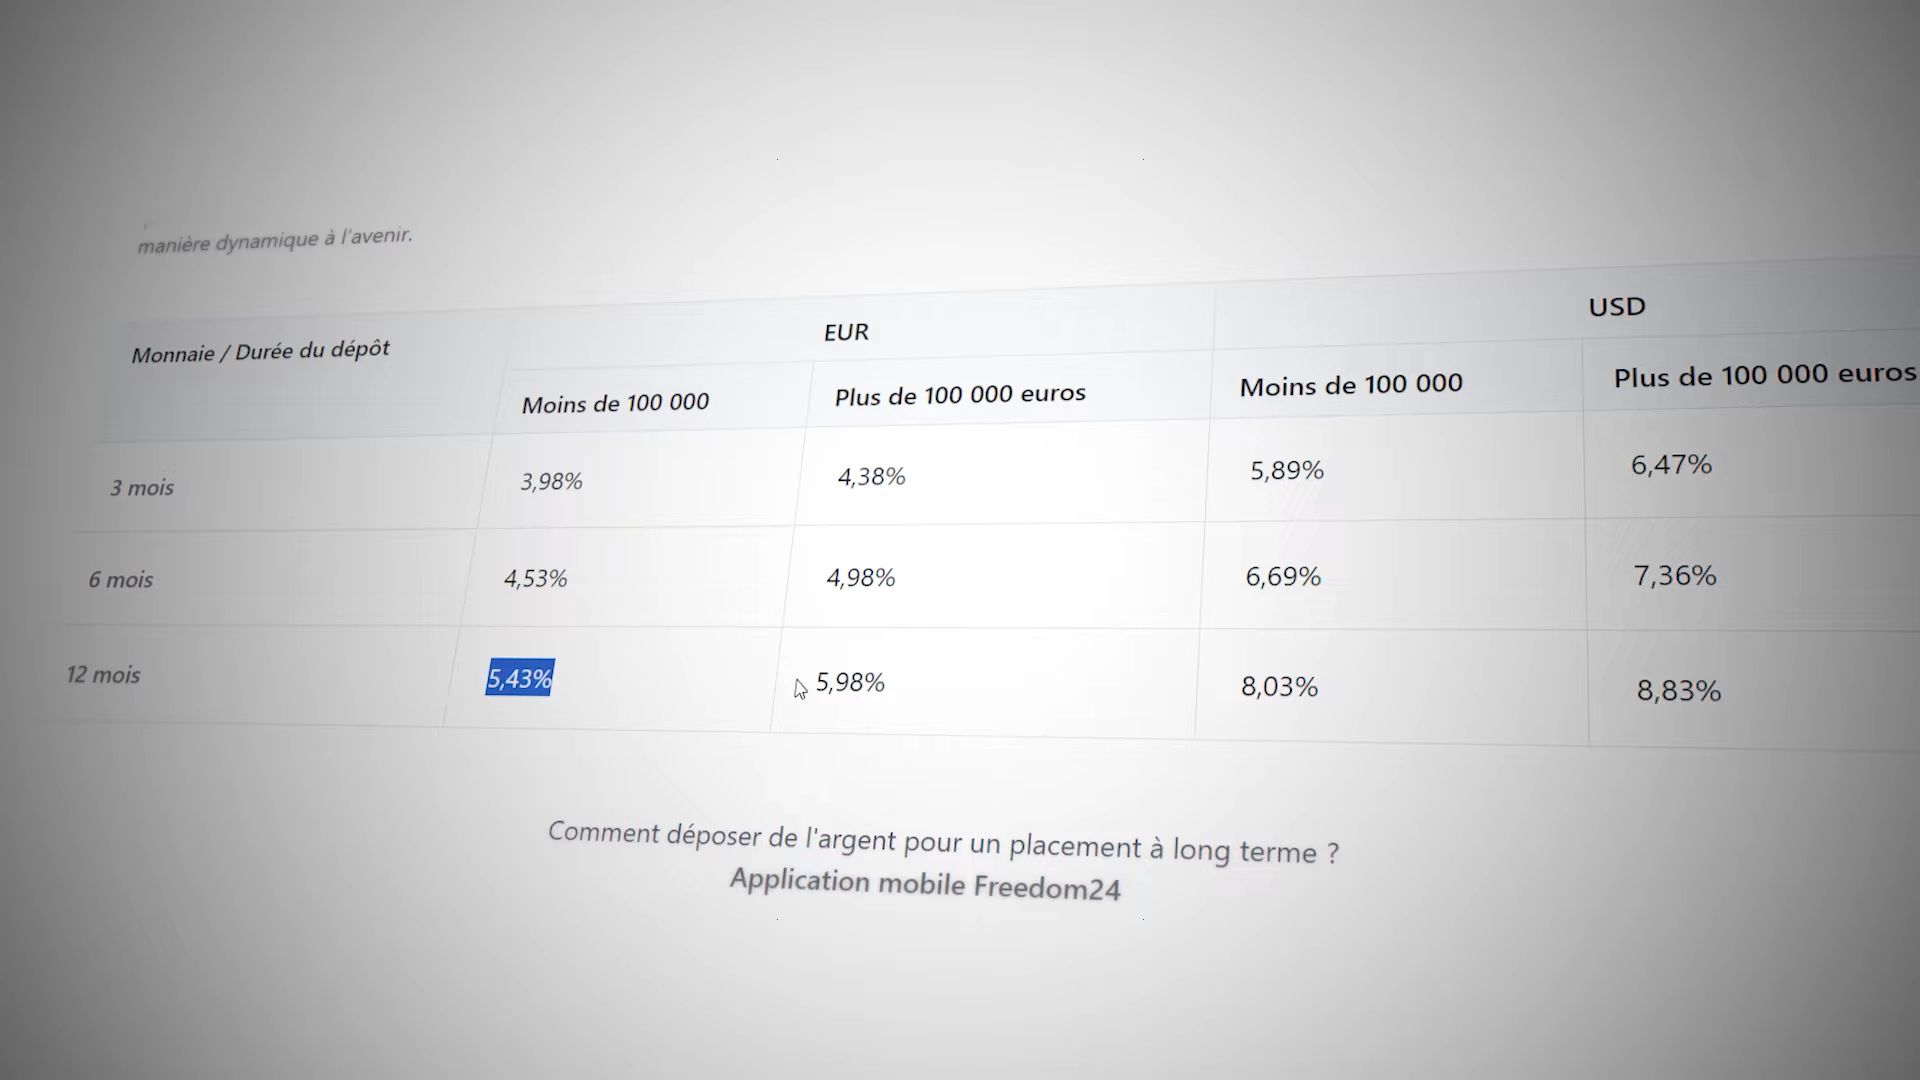 manière dynamique à l'avenir.
Monnaie / Durée du dépôt
EUR
USD
Moins de 100 000
Plus de 100 000 euros
Moins de 100 000
Plus de 100 000 euros
3 mois
3,98%
4,38%
5,89%
6,47%
6 mois
4,53%
4,98%
6,69%
7,36%
12 mois
5,43%
5,98%
8,03%
8,83%
Comment déposer de l'argent pour un placement à long terme ?
Application mobile Freedom24